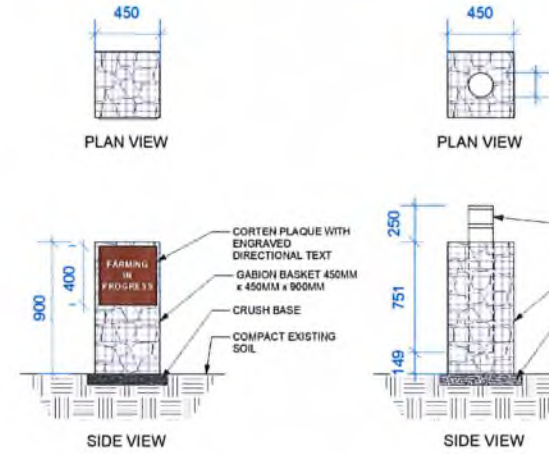 450
450
PLAN VIEW
PLAN VIEW
900
400
FARMING
IN
PROGRESS
CORTEN PLAQUE WITH
ENGRAVED
DIRECTIONAL TEXT
GABION BASKET 450MM
x 450MM x 900MM
CRUSH BASE
COMPACT EXISTING
SOIL
SIDE VIEW
250
751
149
SIDE VIEW